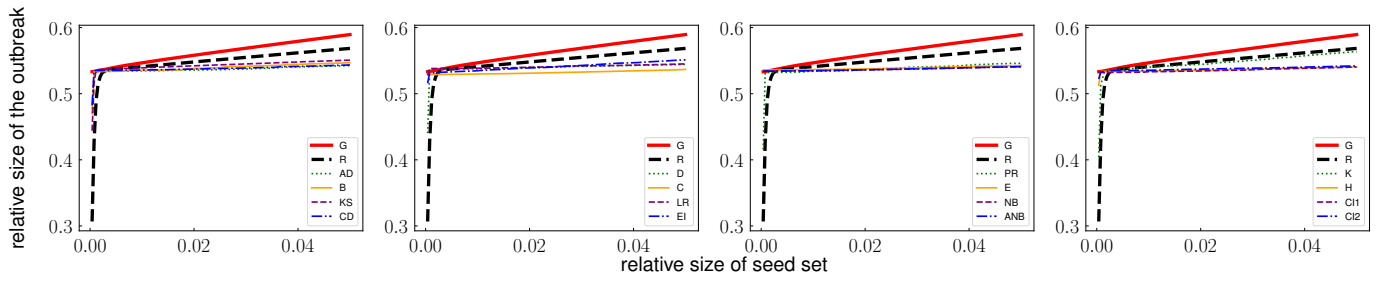 relative size of the outbreak
0.6
0.5
0.4
0.3
0.00
0.02
0.04
G
R
AD
B
KS
CD
0.6
0.5
0.4
0.3
0.00
0.02
0.04
G
R
D
C
LR
EI
0.6
0.5
0.4
0.3
0.00
0.02
0.04
G
R
PR
E
NB
ANB
0.6
0.5
0.4
0.3
0.00
0.02
0.04
G
R
K
H
CI1
CI2
relative size of seed set